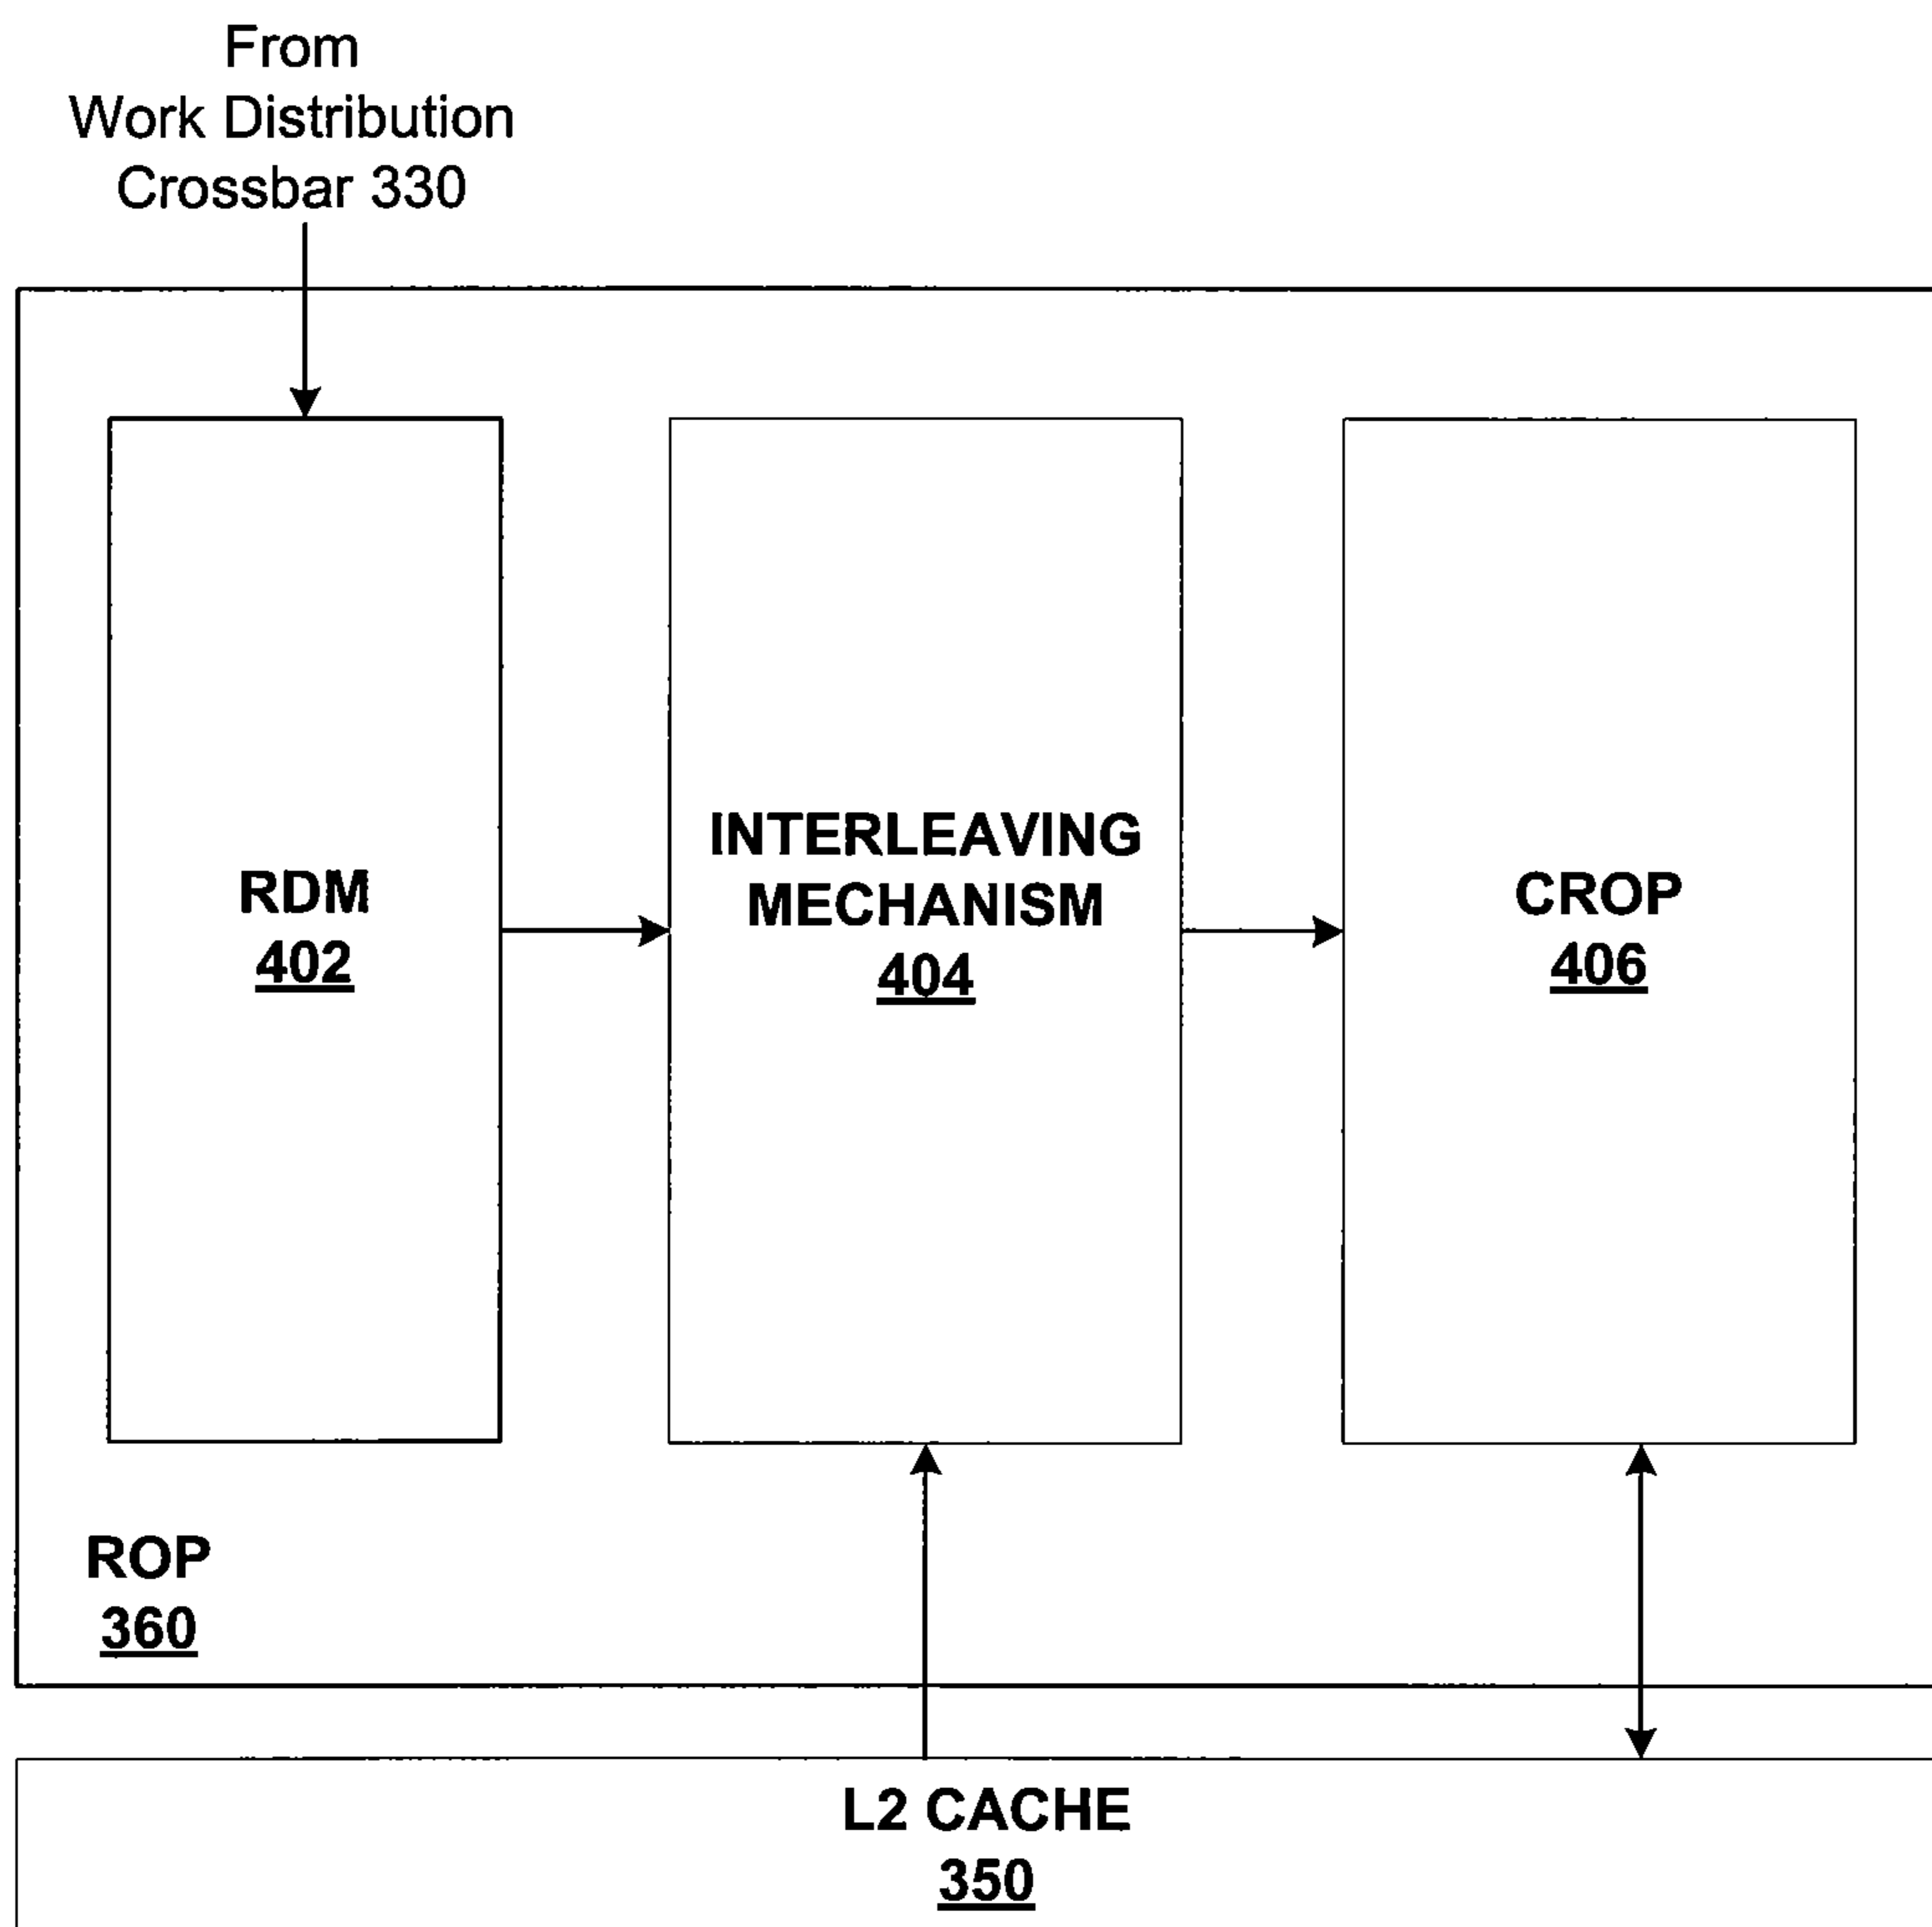 From
Work Distribution
Crossbar 330
RDM
402
INTERLEAVING
MECHANISM
404
CROP
406
ROP
360
L2 CACHE
350